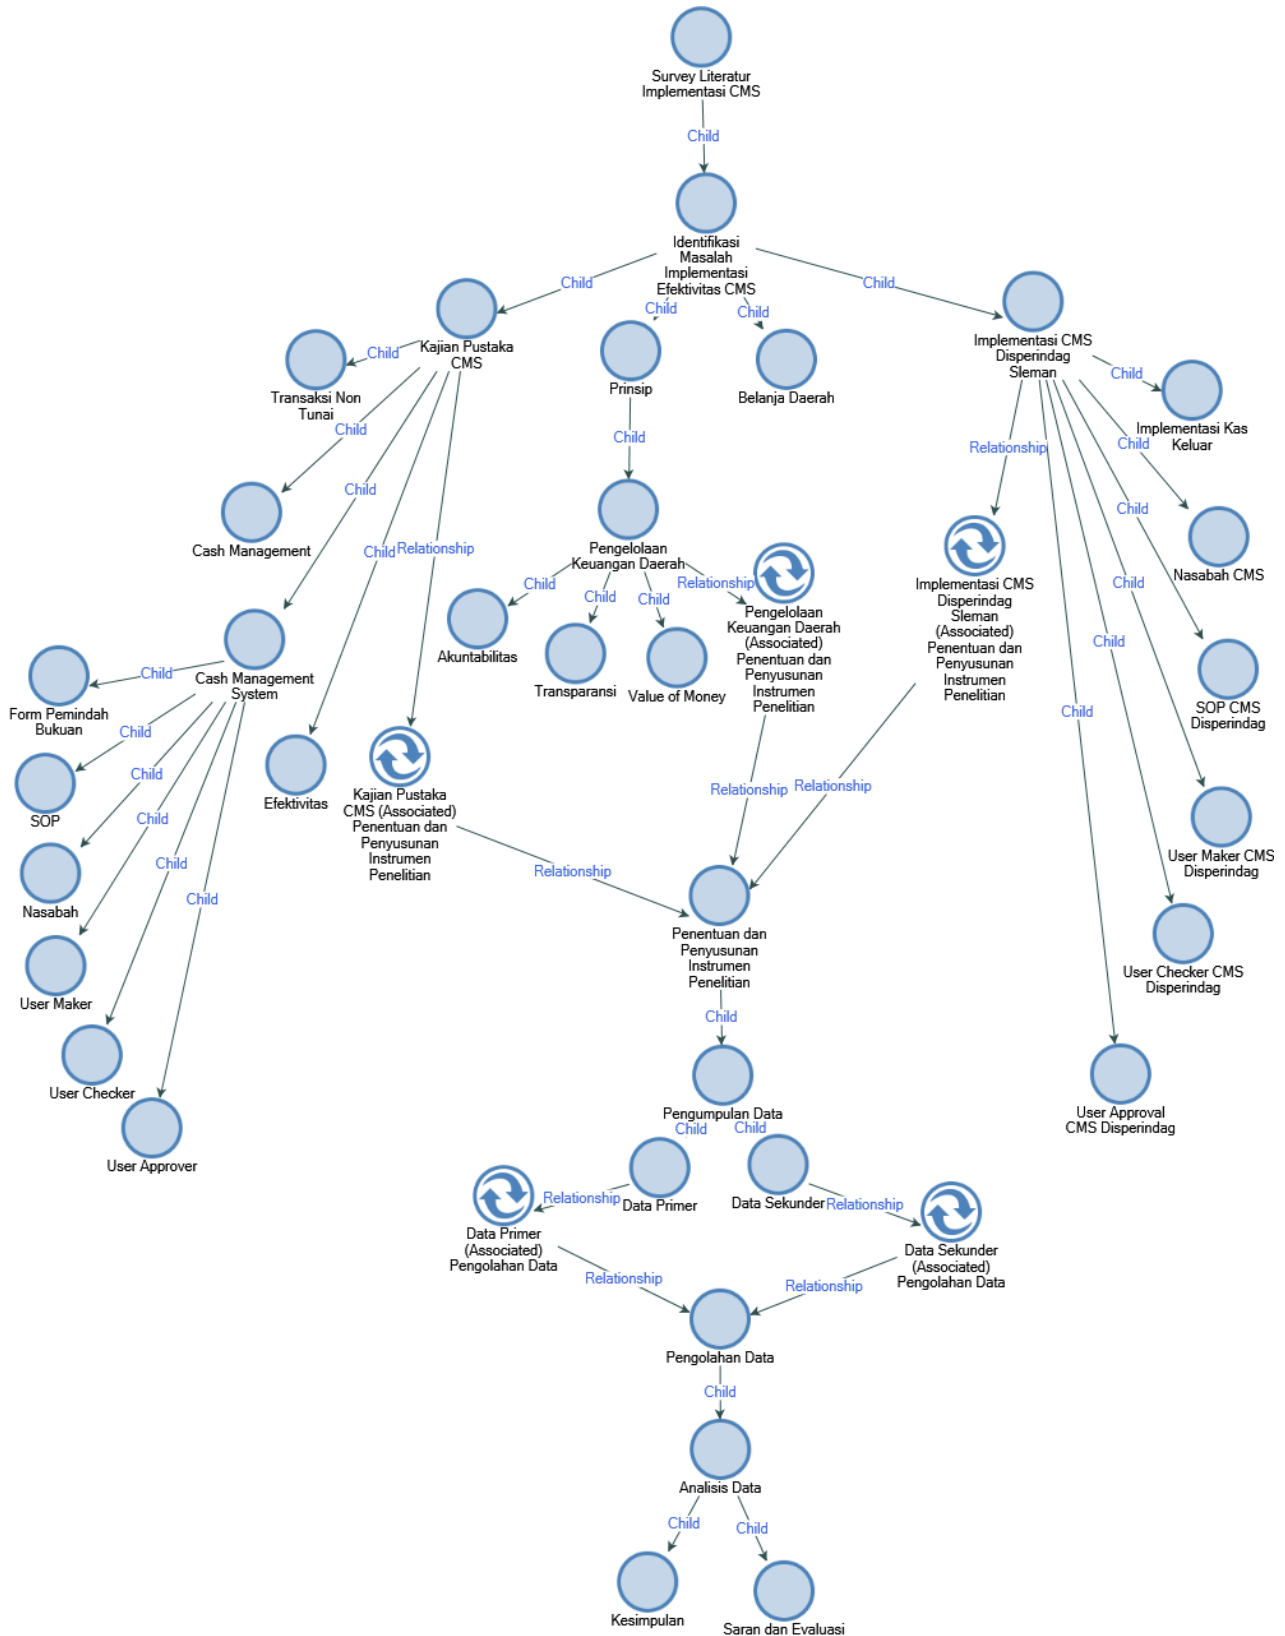 Survey Literatur
Implementasi CMS
Child
Identifikasi
Masalah
Implementasi
Efektivitas CMS
Child
Child
Child
Child
Kajian Pustaka
CMS
Prinsip
Belanja Daerah
Implementasi CMS
Disperindag
Sleman
Child
Transaksi Non
Tunai
Child
Cash Management
Child
Child
Relationship
Child
Pengelolaan
Keuangan Daerah
Child
Child
Child
Relationship
Akuntabilitas
Transparansi
Value of Money
Pengelolaan
Keuangan Daerah
(Associated)
Penentuan dan
Penyusunan
Instrumen
Penelitian
Relationship
Implementasi CMS
Disperindag
Sleman
(Associated)
Penentuan dan
Penyusunan
Instrumen
Penelitian
Child
Implementasi Kas
Keluar
Child
Nasabah CMS
Child
SOP CMS
Disperindag
Child
User Maker CMS
Disperindag
Child
User Checker CMS
Disperindag
Child
User Approval
CMS Disperindag
Cash Management
System
Child
Form Pemindah
Bukuan
Child
SOP
Child
Nasabah
Child
User Maker
Child
User Checker
Child
User Approver
Efektivitas
Kajian Pustaka
CMS (Associated)
Penentuan dan
Penyusunan
Instrumen
Penelitian
Relationship
Relationship
Relationship
Penentuan dan
Penyusunan
Instrumen
Penelitian
Child
Pengumpulan Data
Child
Child
Data Primer
Data Sekunder
Relationship
Relationship
Data Primer
(Associated)
Pengolahan Data
Data Sekunder
(Associated)
Pengolahan Data
Relationship
Relationship
Pengolahan Data
Child
Analisis Data
Child
Child
Kesimpulan
Saran dan Evaluasi